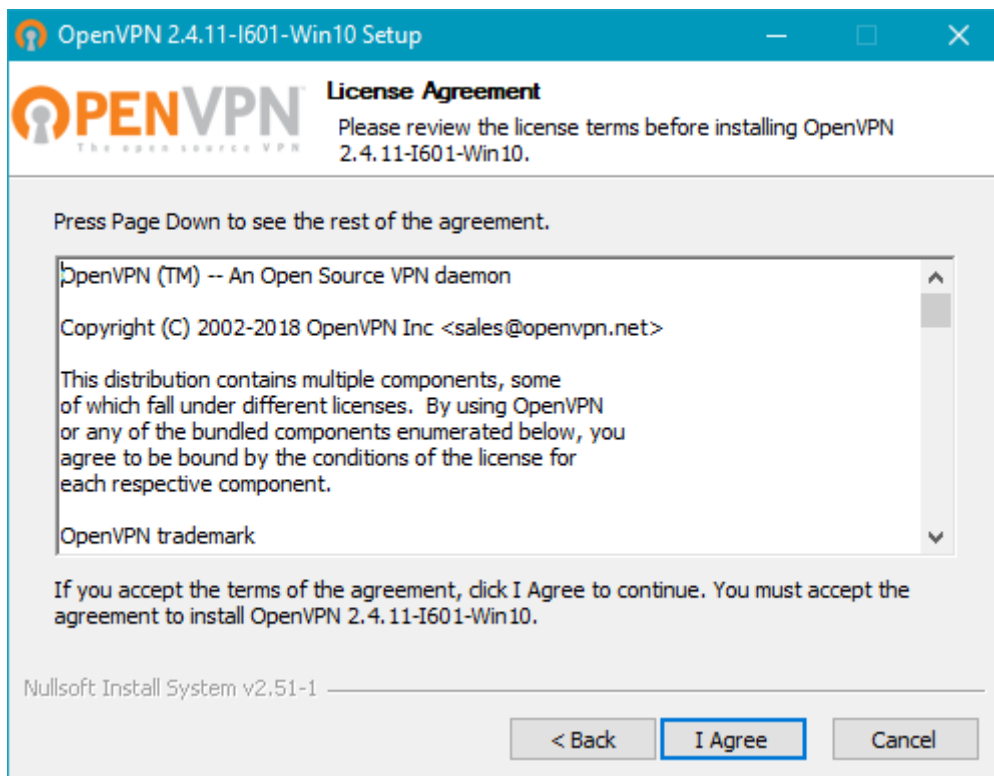 OpenVPN 2.4.11-I601-Win10 Setup
OPENVPN
The open source VPN
License Agreement
Please review the license terms before installing OpenVPN
2.4.11-I601-Win10.
Press Page Down to see the rest of the agreement.
OpenVPN (TM) -- An Open Source VPN daemon
Copyright (C) 2002-2018 OpenVPN Inc <sales@openvpn.net>
This distribution contains multiple components, some
of which fall under different licenses.  By using OpenVPN
or any of the bundled components enumerated below, you
agree to be bound by the conditions of the license for
each respective component.
OpenVPN trademark
If you accept the terms of the agreement, click I Agree to continue. You must accept the
agreement to install OpenVPN 2.4.11-I601-Win10.
Nullsoft Install System v2.51-1
< Back
I Agree
Cancel